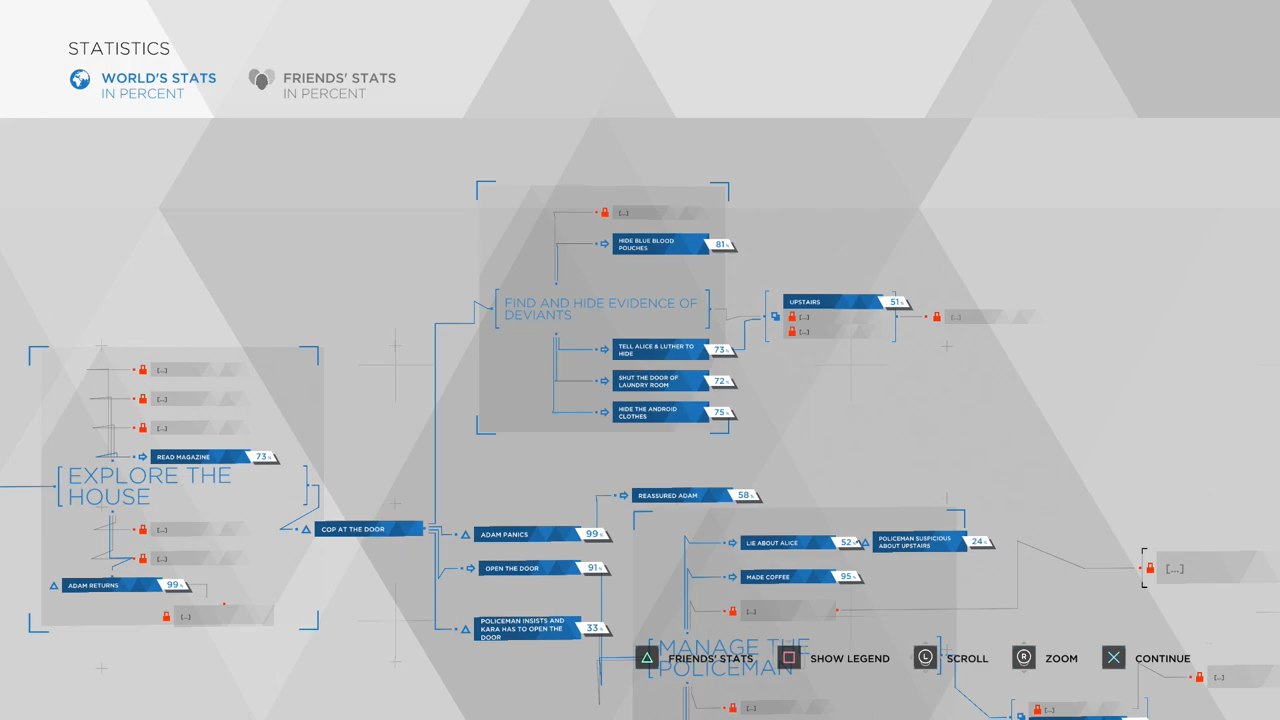 STATISTICS
WORLD'S STATS
IN PERCENT
FRIENDS' STATS
IN PERCENT
[...]
HIDE BLUE BLOOD
POUCHES
81%
FIND AND HIDE EVIDENCE OF
DEVIANTS
UPSTAIRS
51%
[...]
[...]
[...]
TELL ALICE & LUTHER TO
HIDE
73%
SHUT THE DOOR OF
LAUNDRY ROOM
72%
HIDE THE ANDROID
CLOTHES
75%
[...]
[...]
[...]
READ MAGAZINE
73%
EXPLORE THE
HOUSE
[...]
[...]
ADAM RETURNS
99%
[...]
COP AT THE DOOR
REASSURED ADAM
58%
ADAM PANICS
99%
OPEN THE DOOR
91%
POLICEMAN INSISTS AND
KARA HAS TO OPEN THE
DOOR
33%
LIE ABOUT ALICE
52%
POLICEMAN SUSPICIOUS
ABOUT UPSTAIRS
24%
MADE COFFEE
95%
[...]
[...]
MANAGE THE
POLICEMAN
[...]
[...]
[...]
FRIENDS' STATS
SHOW LEGEND
L
SCROLL
R
ZOOM
CONTINUE